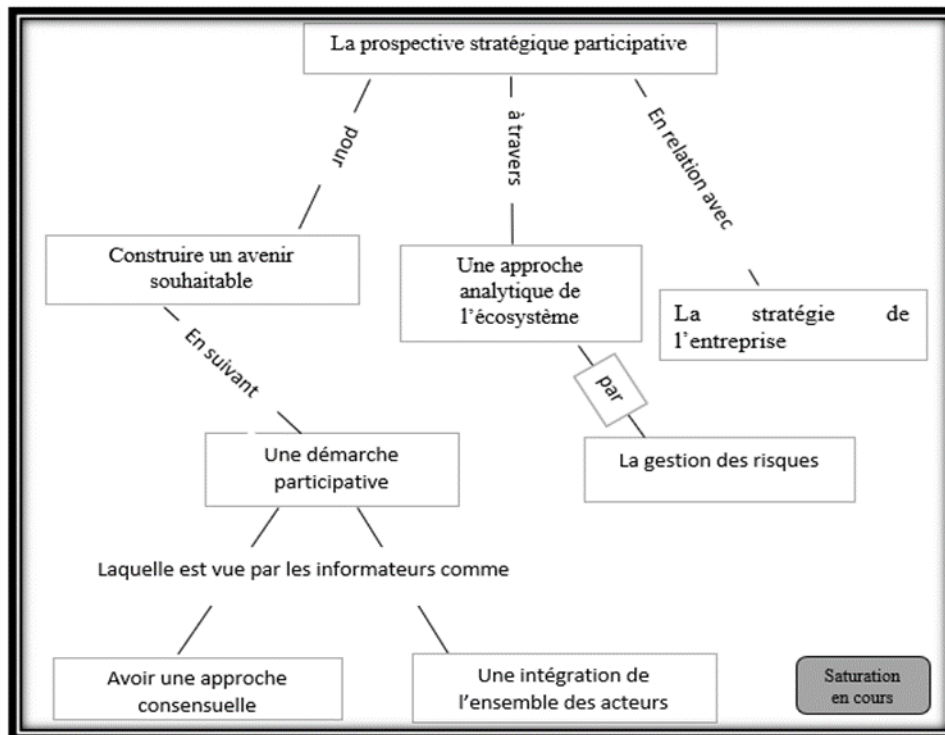 La prospective stratégique participative
pour
à travers
En relation avec
Construire un avenir
souhaitable
Une approche
analytique de
l'écosystème
La stratégie de
l'entreprise
En suivant
par
Une démarche
participative
La gestion des risques
Laquelle est vue par les informateurs comme
Avoir une approche
consensuelle
Une intégration de
l'ensemble des acteurs
Saturation
en cours